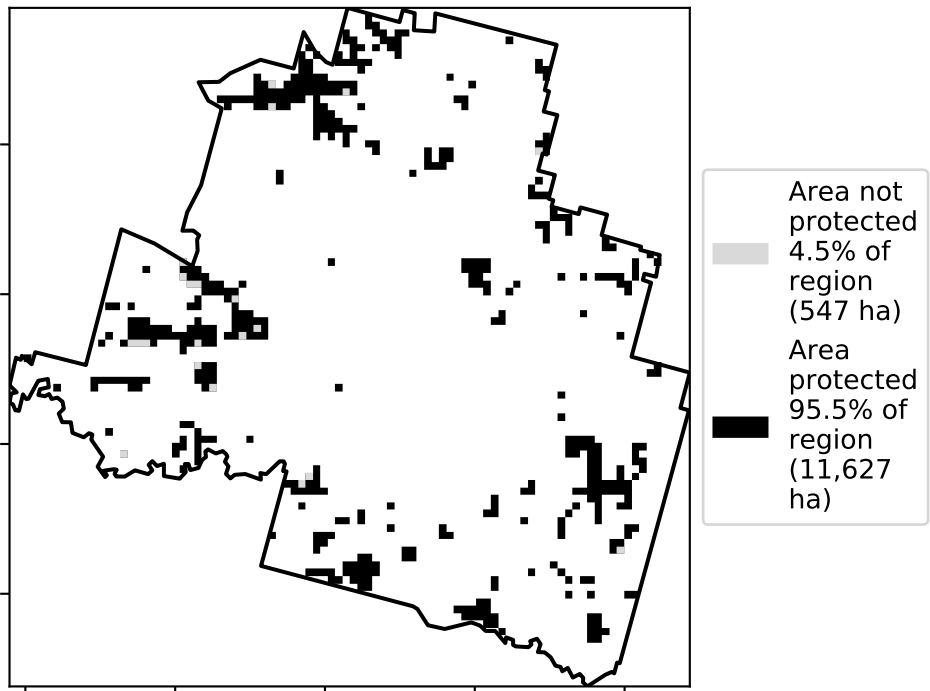 Area not
protected
4.5% of
region
(547 ha)
Area
protected
95.5% of
region
(11,627
ha)